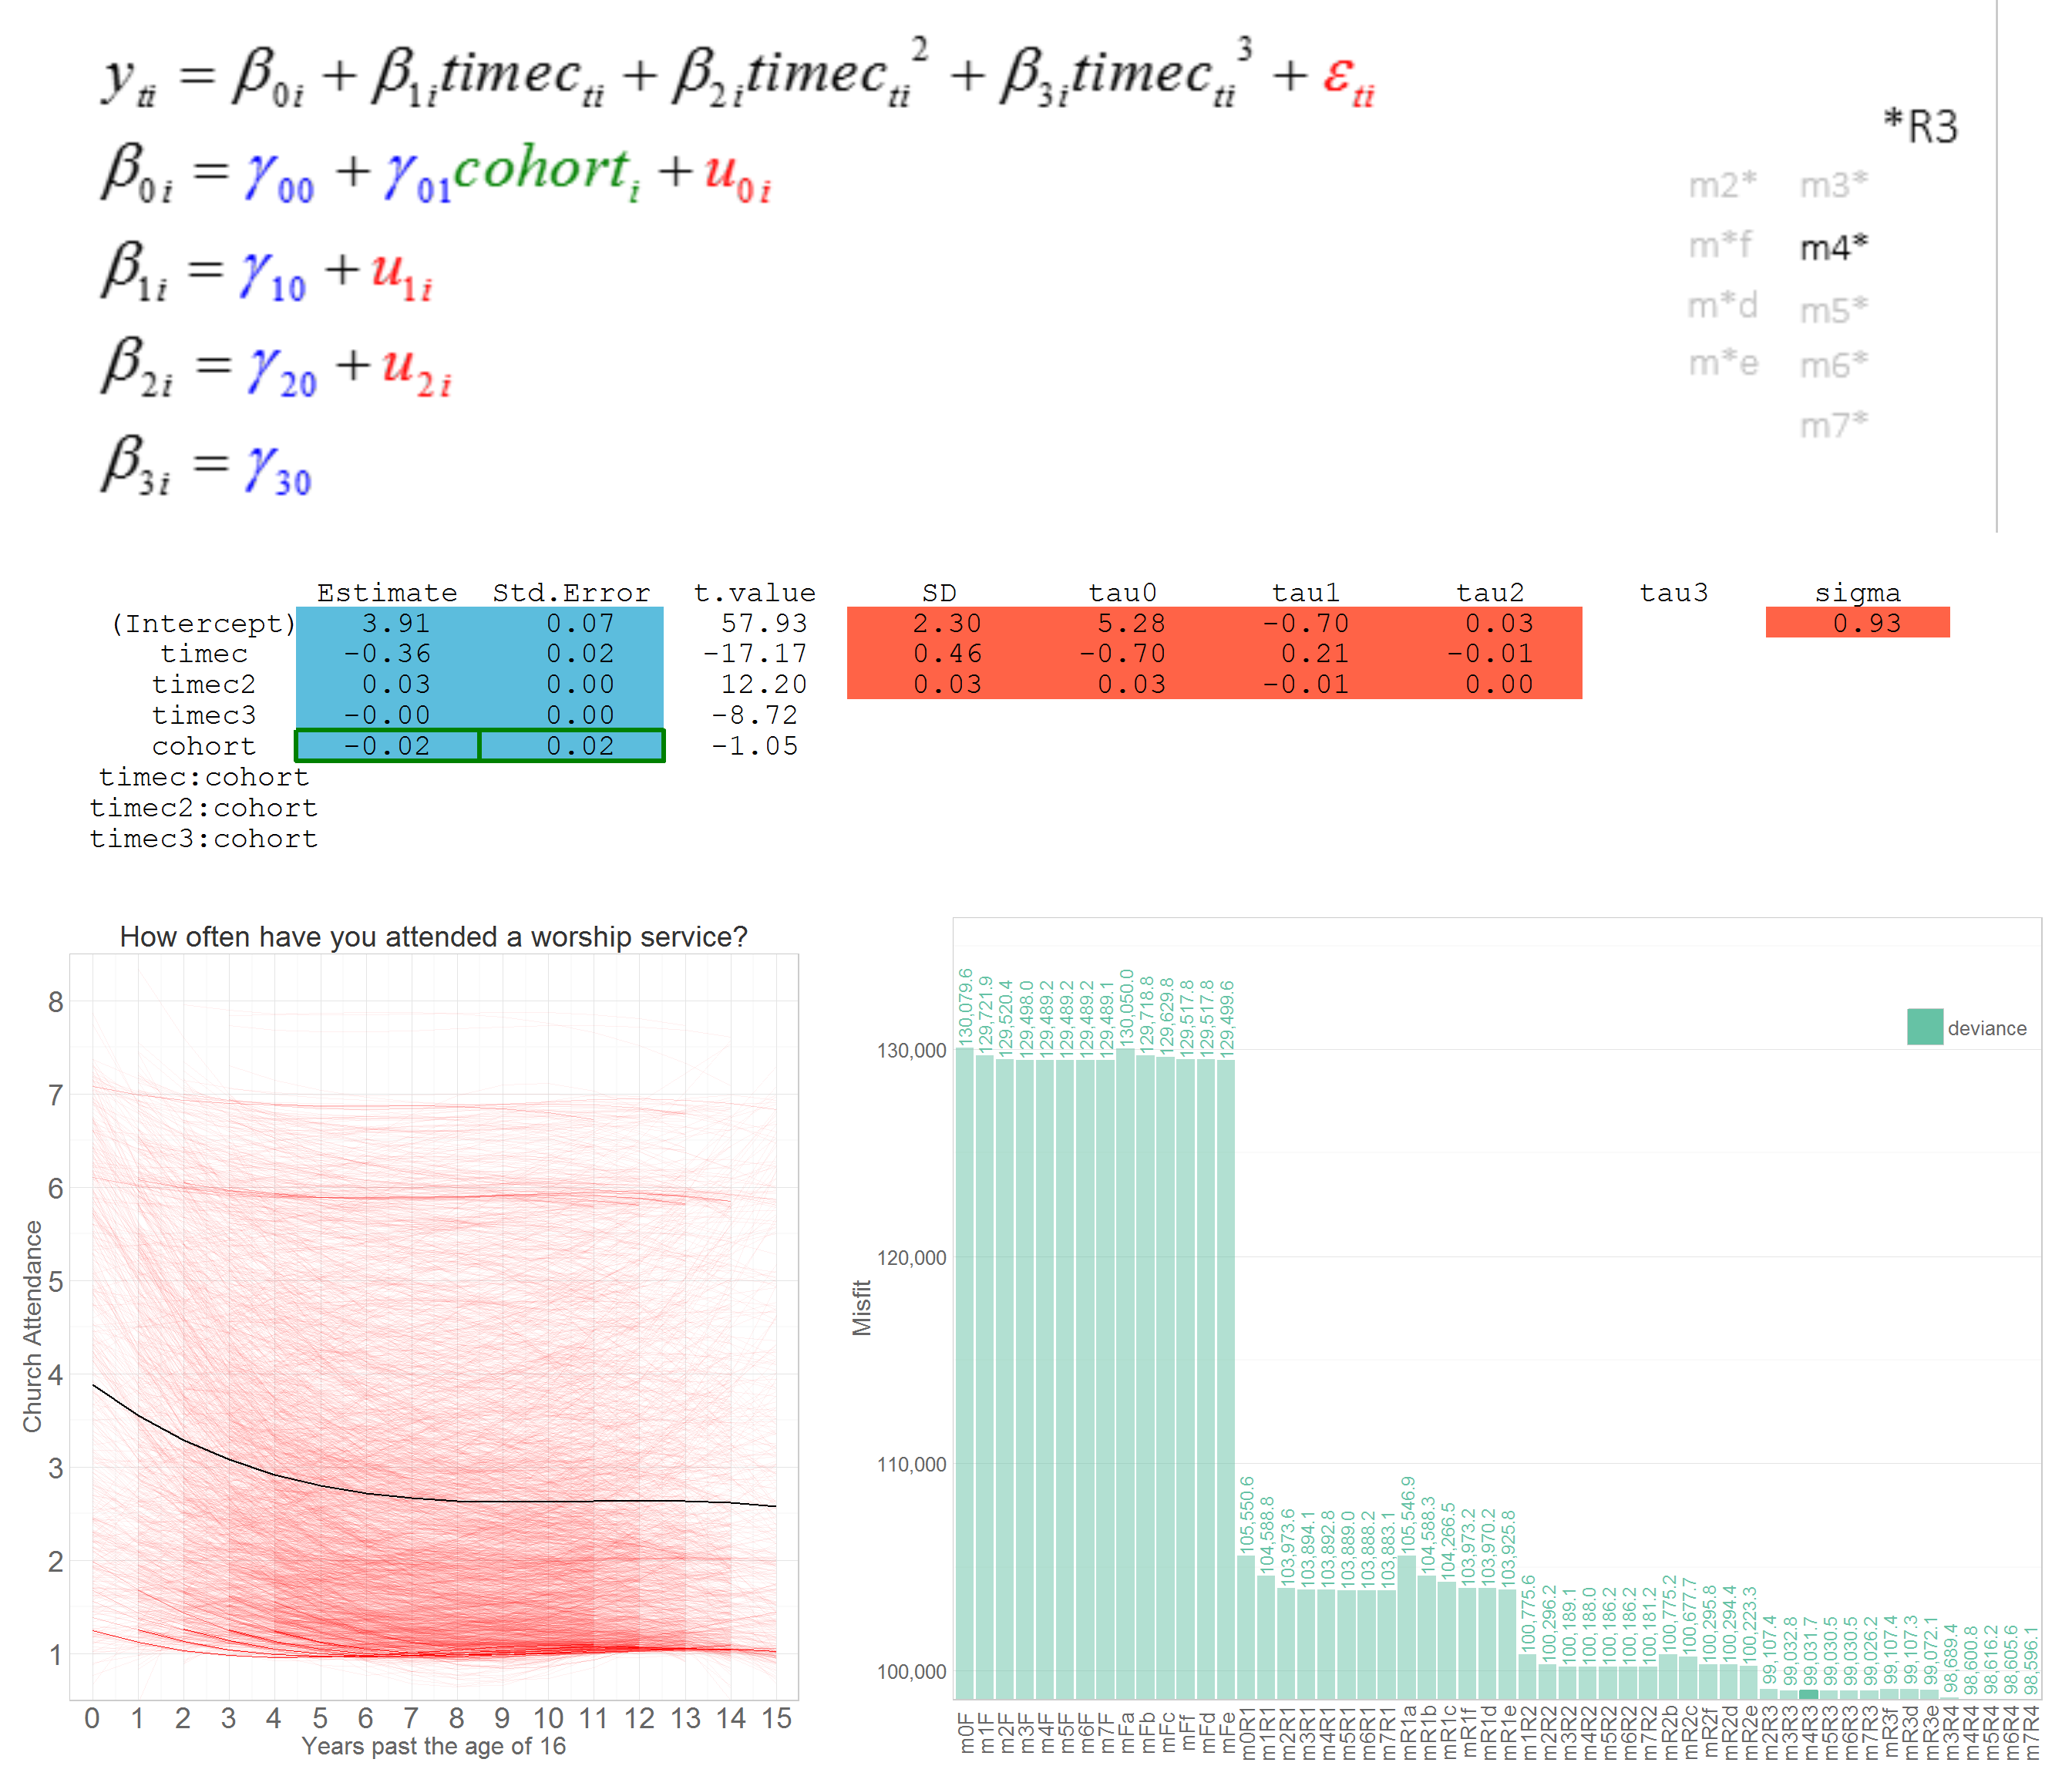 y_ti = β_0i + β_1i timec_ti + β_2i timec_ti² + β_3i timec_ti³ + ε_ti
β_0i = γ_00 + γ_01 cohort_i + u_0i
β_1i = γ_10 + u_1i
β_2i = γ_20 + u_2i
β_3i = γ_30
*R3
m2* m3*
m*f m4*
m*d m5*
m*e m6*
m7*
Estimate Std.Error t.value SD tau0 tau1 tau2 tau3 sigma
(Intercept) 3.91 0.07 57.93 2.30 5.28 -0.70 0.03 0.93
timec -0.36 0.02 -17.17 0.46 -0.70 0.21 -0.01
timec2 0.03 0.00 12.20 0.03 0.03 -0.01 0.00
timec3 -0.00 0.00 -8.72
cohort -0.02 0.02 -1.05
timec:cohort
timec2:cohort
timec3:cohort
How often have you attended a worship service?
Church Attendance
8
7
6
5
4
3
2
1
0 1 2 3 4 5 6 7 8 9 10 11 12 13 14 15
Years past the age of 16
Misfit
130,000
120,000
110,000
100,000
deviance
130,079.6 129,721.9 129,520.4 129,498.0 129,489.2 129,489.2 129,489.2 129,489.1 130,050.0 129,718.8 129,629.8 129,517.8 129,517.8 129,499.6 105,550.6 104,588.8 103,973.6 103,894.1 103,892.8 103,889.0 103,888.2 103,883.1 105,546.9 104,588.3 104,266.5 103,973.2 103,970.2 103,925.8 100,775.6 100,296.2 100,189.1 100,188.0 100,186.2 100,186.2 100,181.2 100,775.2 100,677.7 100,295.8 100,294.4 100,223.3 99,107.4 99,032.8 99,031.7 99,030.5 99,030.5 99,026.2 99,107.4 99,107.3 99,072.1 98,689.4 98,600.8 98,616.2 98,605.6 98,596.1
m0F m1F m2F m3F m4F m5F m6F m7F mFa mFb mFc mFf mFd mFe m0R1 m1R1 m2R1 m3R1 m4R1 m5R1 m6R1 m7R1 mR1a mR1b mR1c mR1f mR1d mR1e m1R2 m2R2 m3R2 m4R2 m5R2 m6R2 m7R2 mR2b mR2c mR2f mR2d mR2e m2R3 m3R3 m4R3 m5R3 m6R3 m7R3 mR3f mR3d mR3e m3R4 m4R4 m5R4 m6R4 m7R4